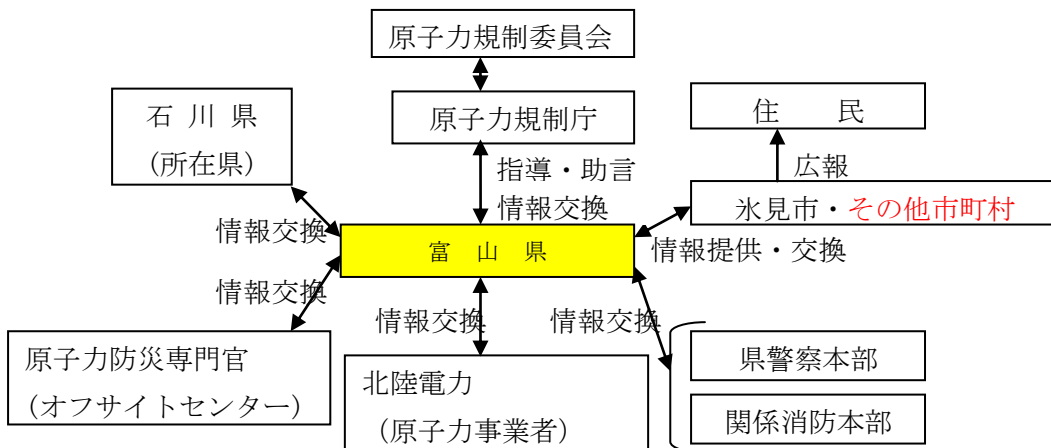 原子力規制委員会
石 川 県
(所在県)
原子力規制庁
住 民
指導・助言
情報交換
広報
氷見市・その他市町村
情報交換
富 山 県
情報提供・交換
情報交換
情報交換
情報交換
原子力防災専門官
(オフサイトセンター)
北陸電力
(原子力事業者)
県警察本部
関係消防本部